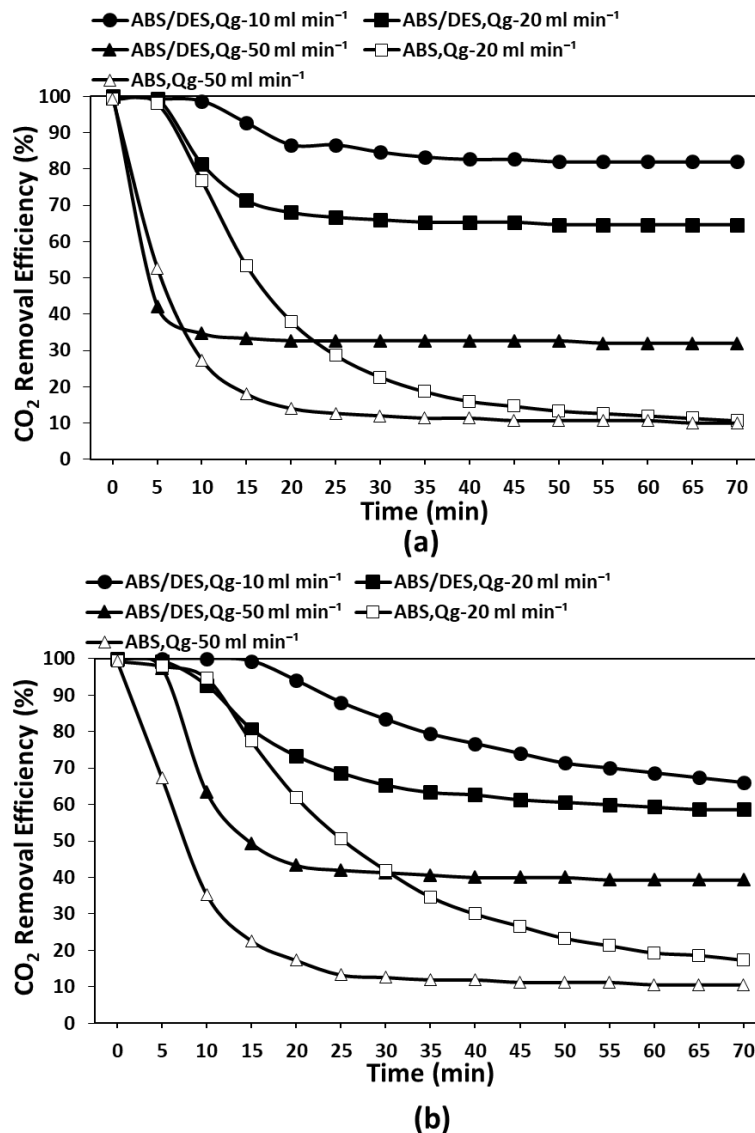 ABS/DES,Qg-10 ml min⁻¹ ABS/DES,Qg-20 ml min⁻¹
ABS/DES,Qg-50 ml min⁻¹ ABS,Qg-20 ml min⁻¹
ABS,Qg-50 ml min⁻¹
100
90
80
70
60
50
40
30
20
10
0
CO₂ Removal Efficiency (%)
0 5 10 15 20 25 30 35 40 45 50 55 60 65 70
Time (min)
(a)
ABS/DES,Qg-10 ml min⁻¹ ABS/DES,Qg-20 ml min⁻¹
ABS/DES,Qg-50 ml min⁻¹ ABS,Qg-20 ml min⁻¹
ABS,Qg-50 ml min⁻¹
100
90
80
70
60
50
40
30
20
10
0
CO₂ Removal Efficiency (%)
0 5 10 15 20 25 30 35 40 45 50 55 60 65 70
Time (min)
(b)